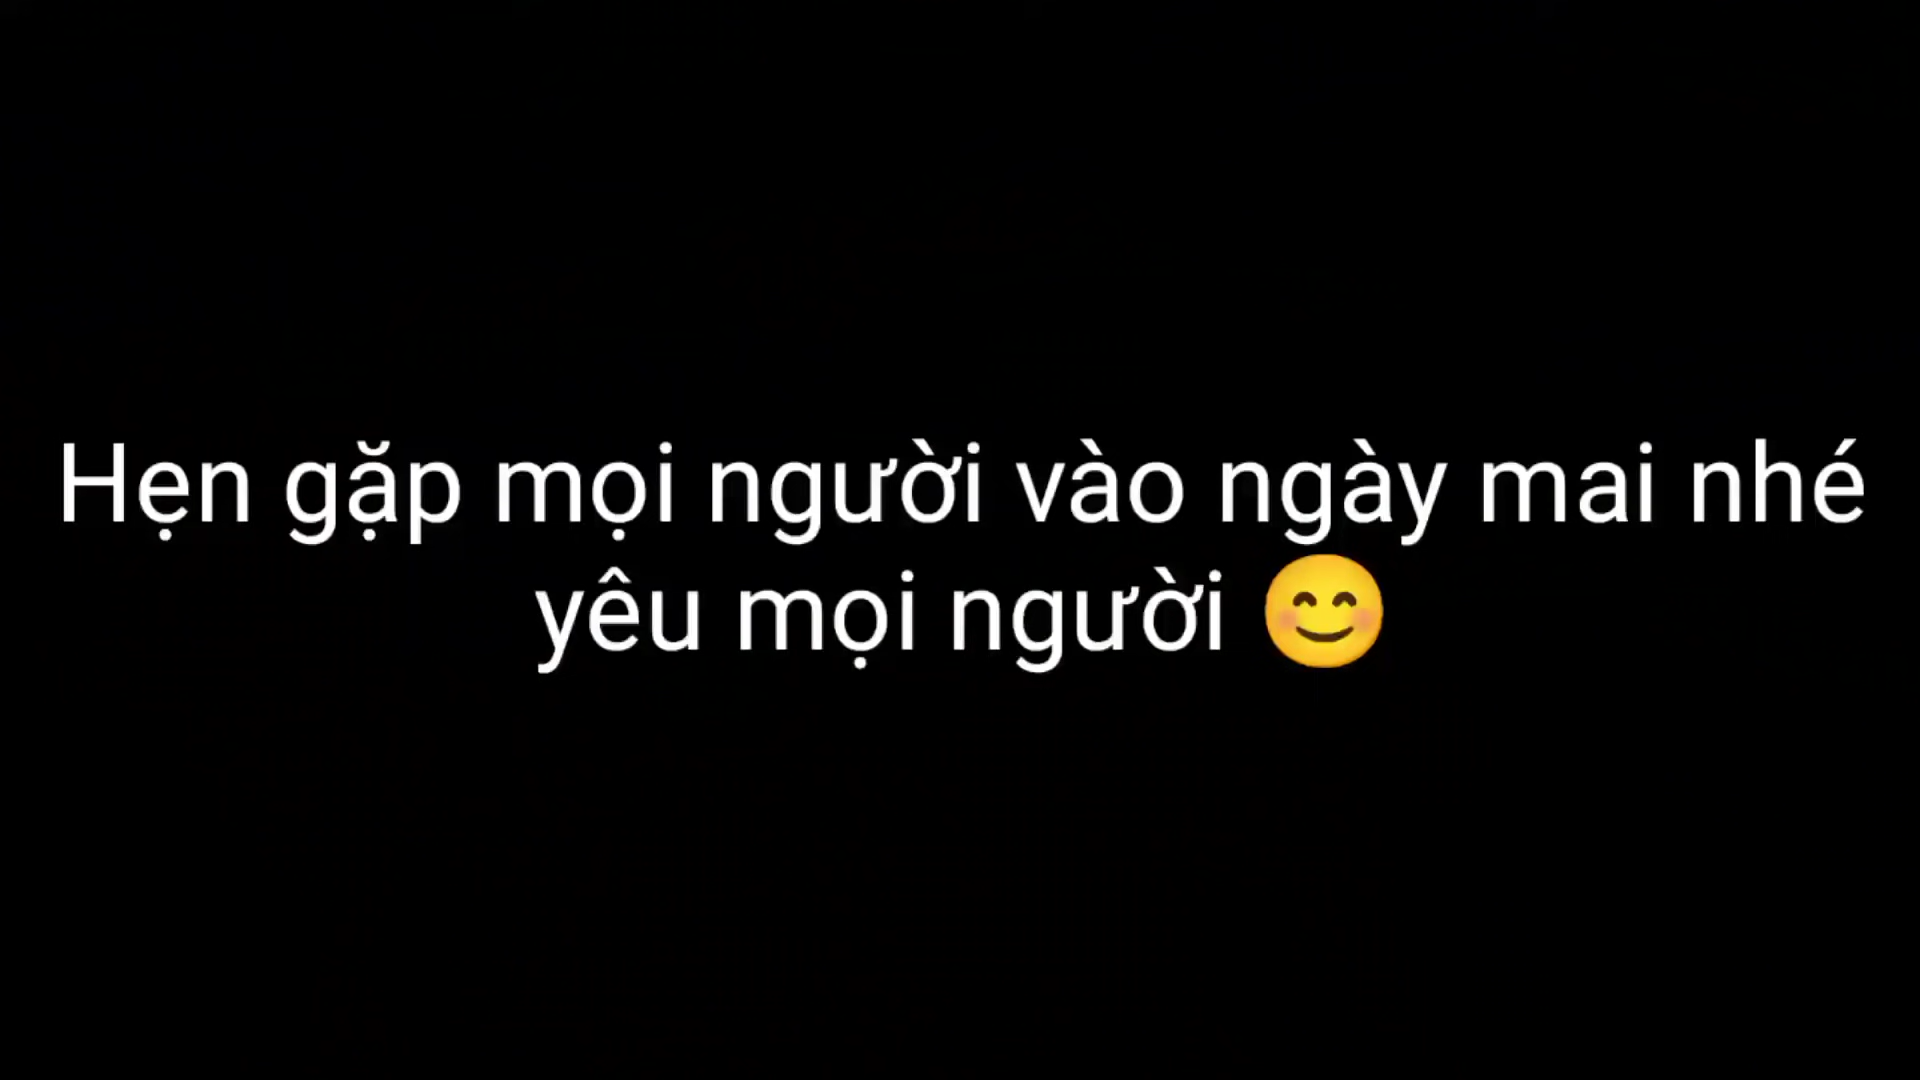 Hẹn gặp mọi người vào ngày mai nhé
yêu mọi người 😊